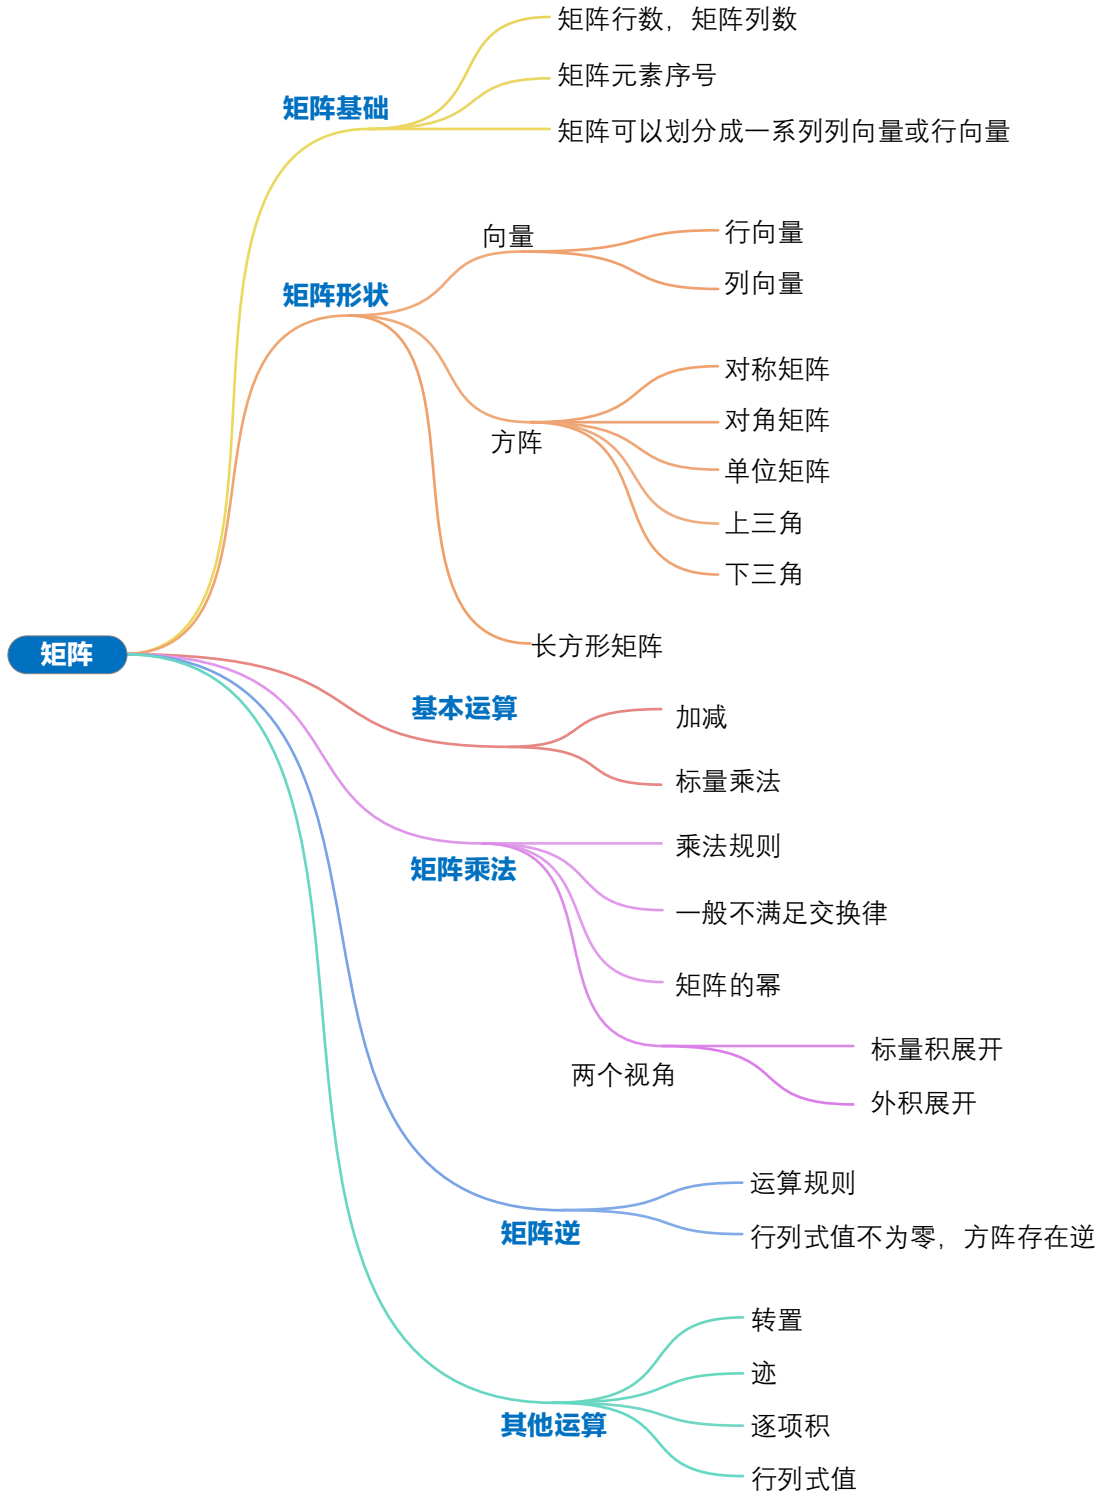 矩阵
矩阵基础
矩阵行数，矩阵列数
矩阵元素序号
矩阵可以划分成一系列列向量或行向量
矩阵形状
向量
行向量
列向量
方阵
对称矩阵
对角矩阵
单位矩阵
上三角
下三角
长方形矩阵
基本运算
加减
标量乘法
矩阵乘法
乘法规则
一般不满足交换律
矩阵的幂
两个视角
标量积展开
外积展开
矩阵逆
运算规则
行列式值不为零，方阵存在逆
其他运算
转置
迹
逐项积
行列式值